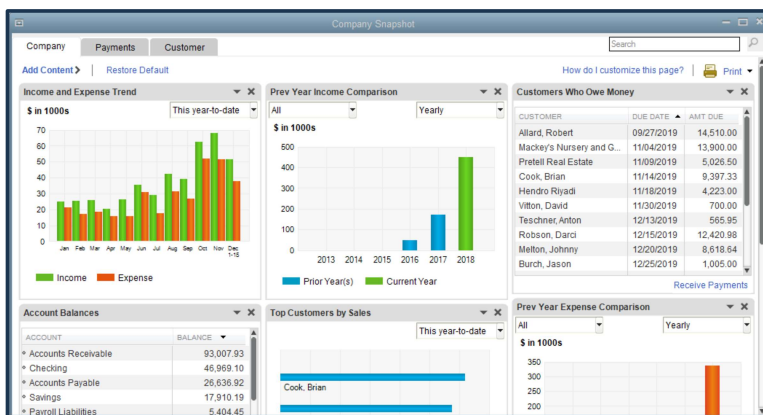 Company Snapshot
Company Payments Customer
Search
Add Content Restore Default
How do I customize this page? Print
Income and Expense Trend
$ in 1000s
This year-to-date
70
60
50
40
30
20
10
0
Jan Feb Mar Apr May Jun Jul Aug Sep Oct Nov Dec
1-15
Income Expense
Prev Year Income Comparison
All Yearly
$ in 1000s
500
400
300
200
100
0
2013 2014 2015 2016 2017 2018
Prior Year(s) Current Year
Customers Who Owe Money
CUSTOMER DUE DATE AMT DUE
Allard, Robert 09/27/2019 14,510.00
Mackey's Nursery and G... 11/04/2019 13,900.00
Pretell Real Estate 11/09/2019 5,026.50
Cook, Brian 11/14/2019 9,397.33
Hendro Riyadi 11/18/2019 4,223.00
Vitton, David 11/30/2019 700.00
Teschner, Anton 12/13/2019 565.95
Robson, Darci 12/15/2019 12,420.98
Melton, Johnny 12/20/2019 8,618.64
Burch, Jason 12/25/2019 1,005.00
Receive Payments
Account Balances
ACCOUNT BALANCE
Accounts Receivable 93,007.93
Checking 46,969.10
Accounts Payable 26,636.92
Savings 17,910.19
Payroll Liabilities 5,404.45
Top Customers by Sales
This year-to-date
Cook, Brian
Prev Year Expense Comparison
All Yearly
$ in 1000s
350
300
250
200